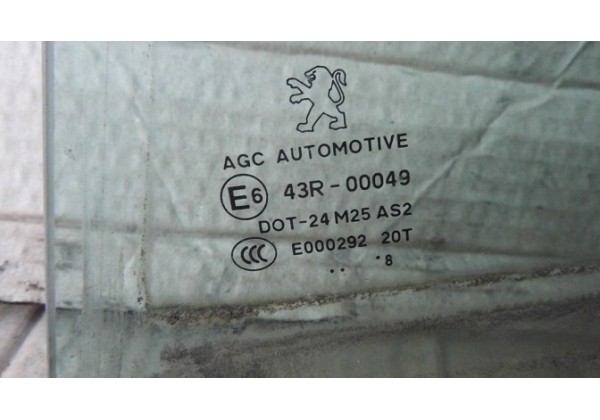 AGC AUTOMOTIVE
E6 43R-00049
DOT-24 M25 AS2
CCC E000292 20T
.. .8